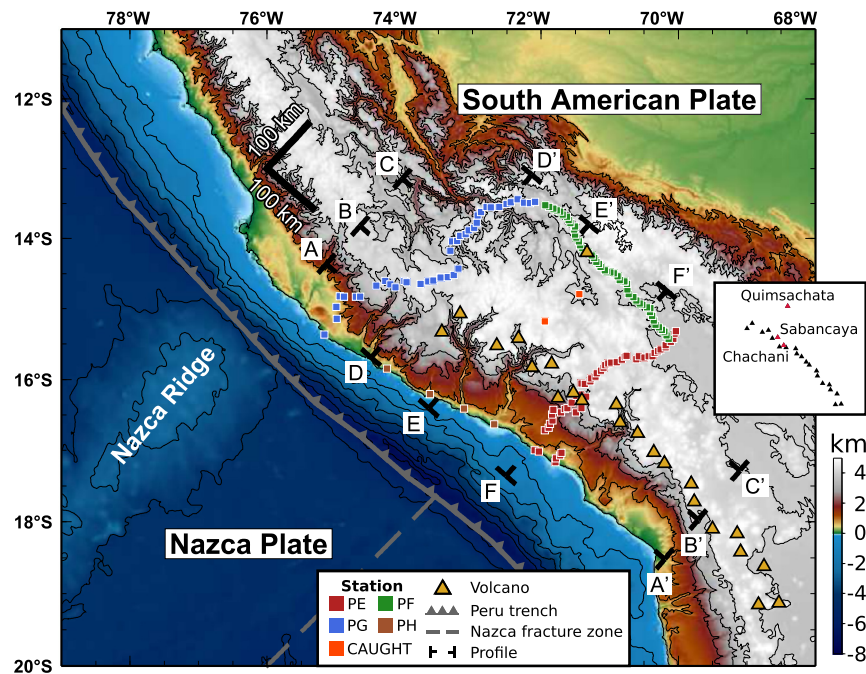 78°W 76°W 74°W 72°W 70°W 68°W
12°S
14°S
16°S
18°S
20°S
South American Plate
100 km
100 km
A
B
C
D'
E'
F'
D
E
F
C'
B'
A'
Nazca Ridge
Nazca Plate
Quimsachata
Sabancaya
Chachani
km
4
2
0
-2
-4
-6
-8
Station
PE
PF
PG
PH
CAUGHT
Volcano
Peru trench
Nazca fracture zone
Profile